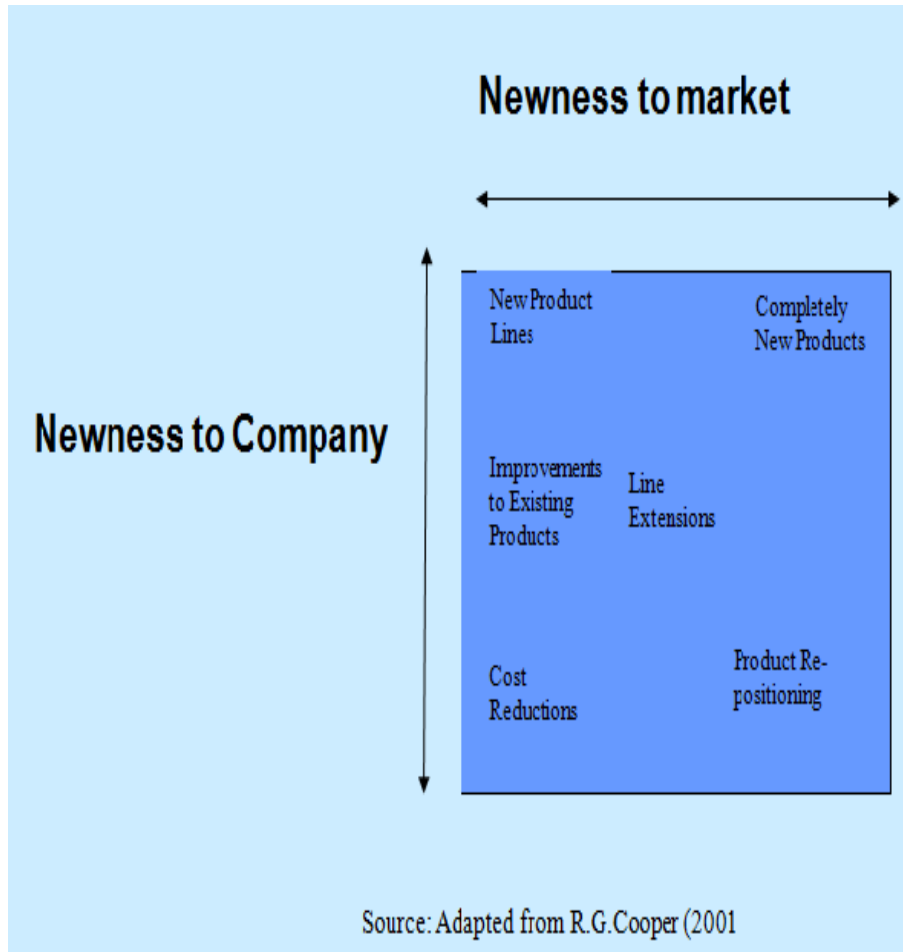 Newness to market
New Product
Lines
Completely
New Products
Newness to Company
Improvements
to Existing
Products
Line
Extensions
Cost
Reductions
Product Re-
positioning
Source: Adapted from R.G.Cooper (2001